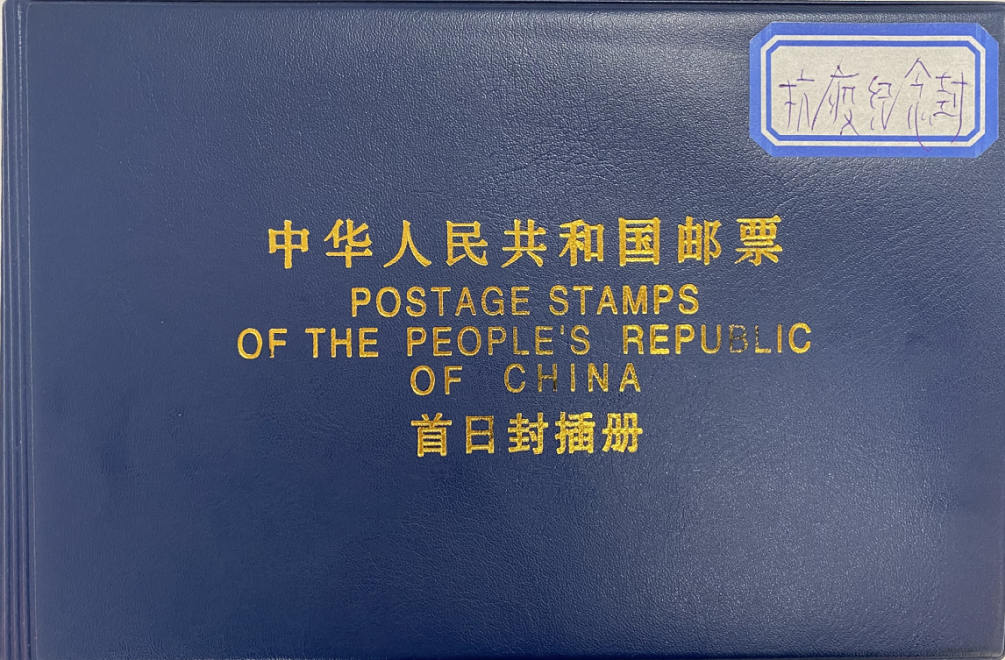 抗疫纪念封
中华人民共和国邮票
POSTAGE STAMPS
OF THE PEOPLE'S REPUBLIC
OF CHINA
首日封插册